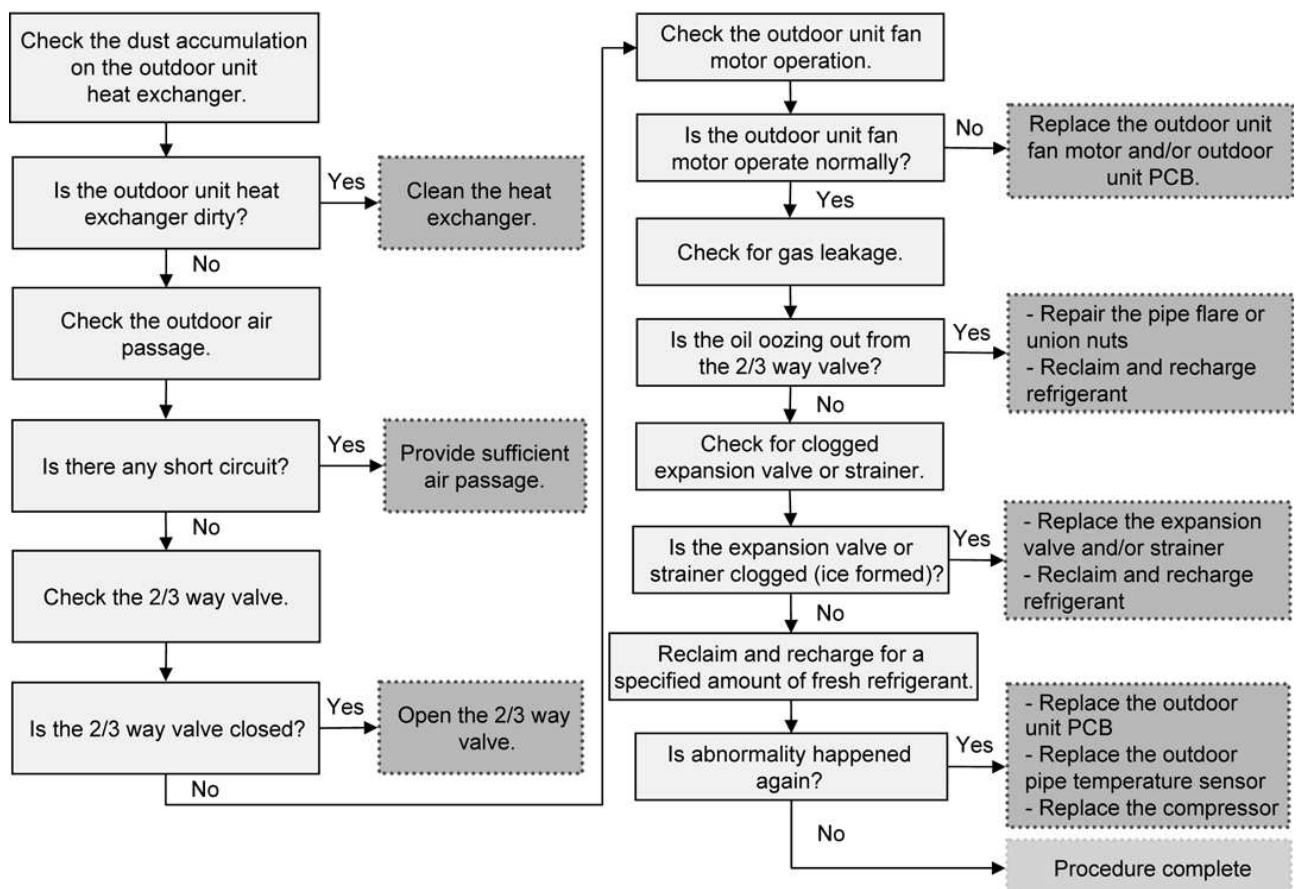 Check the dust accumulation
on the outdoor unit
heat exchanger.
Is the outdoor unit heat
exchanger dirty?
Yes
Clean the heat
exchanger.
No
Check the outdoor air
passage.
Is there any short circuit?
Yes
Provide sufficient
air passage.
No
Check the 2/3 way valve.
Is the 2/3 way valve closed?
Yes
Open the 2/3 way
valve.
No
Check the outdoor unit fan
motor operation.
Is the outdoor unit fan
motor operate normally?
No
Replace the outdoor unit
fan motor and/or outdoor
unit PCB.
Yes
Check for gas leakage.
Is the oil oozing out from
the 2/3 way valve?
Yes
- Repair the pipe flare or
union nuts
- Reclaim and recharge
refrigerant
No
Check for clogged
expansion valve or strainer.
Is the expansion valve or
strainer clogged (ice formed)?
Yes
- Replace the expansion
valve and/or strainer
- Reclaim and recharge
refrigerant
No
Reclaim and recharge for a
specified amount of fresh refrigerant.
Is abnormality happened
again?
Yes
- Replace the outdoor
unit PCB
- Replace the outdoor
pipe temperature sensor
- Replace the compressor
No
Procedure complete